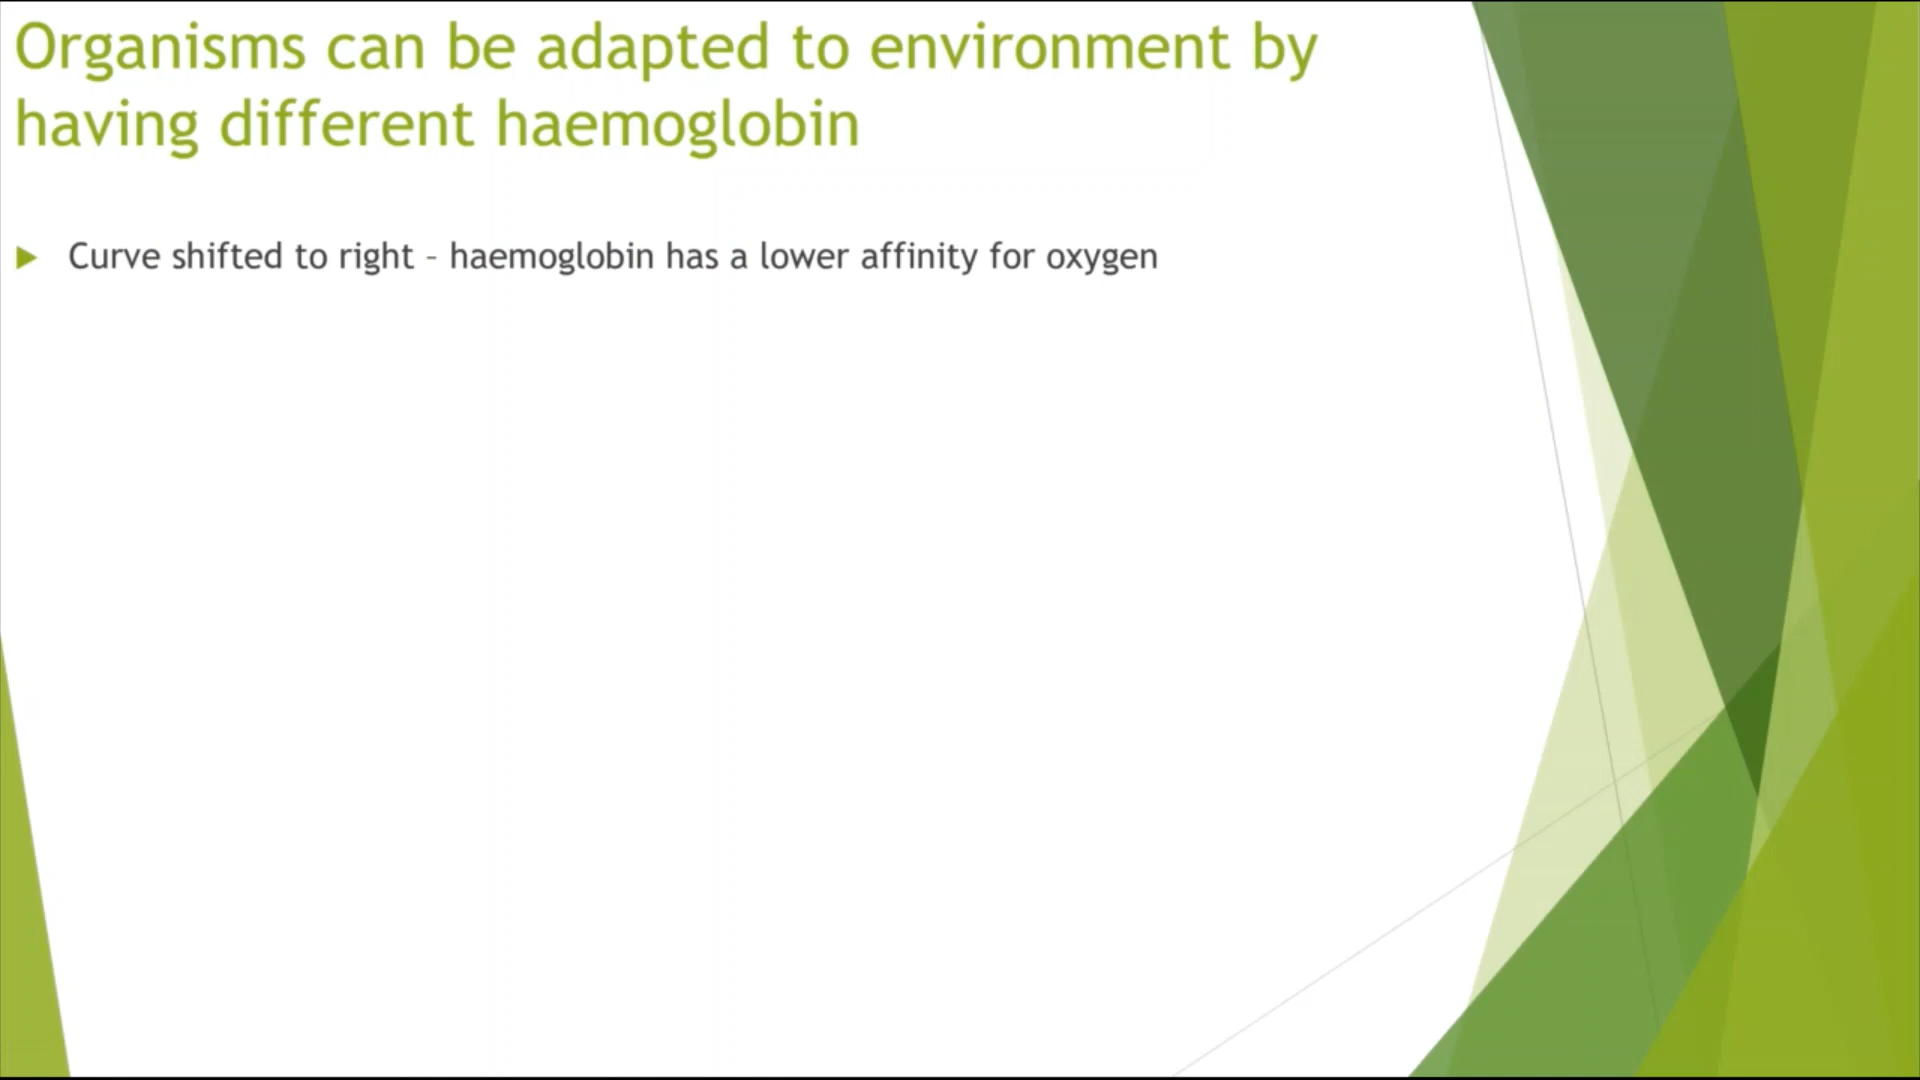 Organisms can be adapted to environment by
having different haemoglobin
Curve shifted to right – haemoglobin has a lower affinity for oxygen